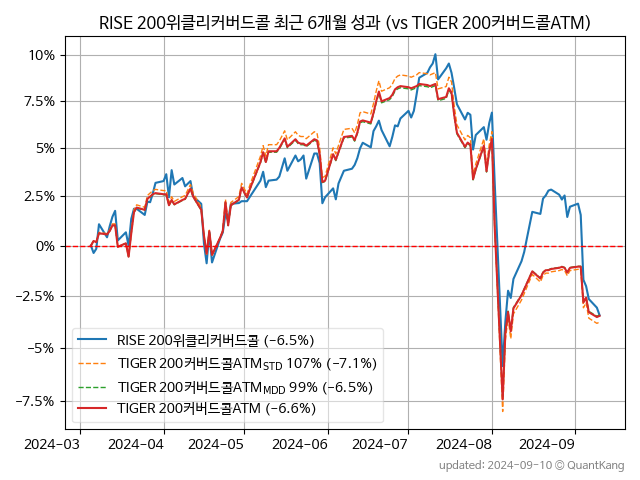 RISE 200위클리커버드콜 최근 6개월 성과 (vs TIGER 200커버드콜ATM)
10%
7.5%
5%
2.5%
0%
−2.5%
−5%
−7.5%
RISE 200위클리커버드콜 (−6.5%)
TIGER 200커버드콜ATM STD 107% (−7.1%)
TIGER 200커버드콜ATM MDD 99% (−6.5%)
TIGER 200커버드콜ATM (−6.6%)
2024-03 2024-04 2024-05 2024-06 2024-07 2024-08 2024-09
updated: 2024-09-10 © QuantKang